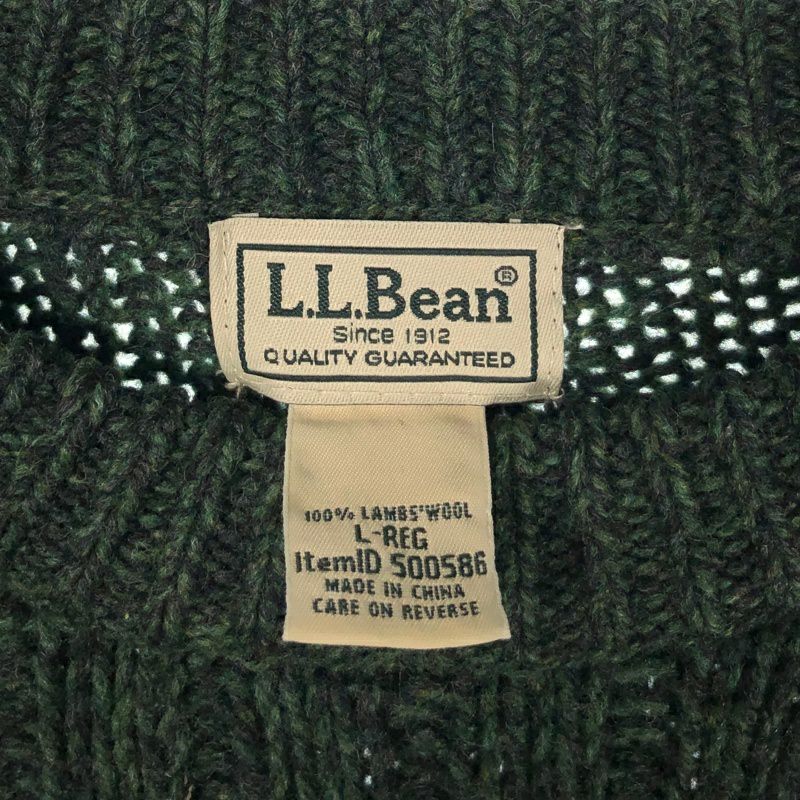 L.L.Bean®
Since 1912
QUALITY GUARANTEED
100% LAMBS'WOOL
L-REG
ItemID 500586
MADE IN CHINA
CARE ON REVERSE